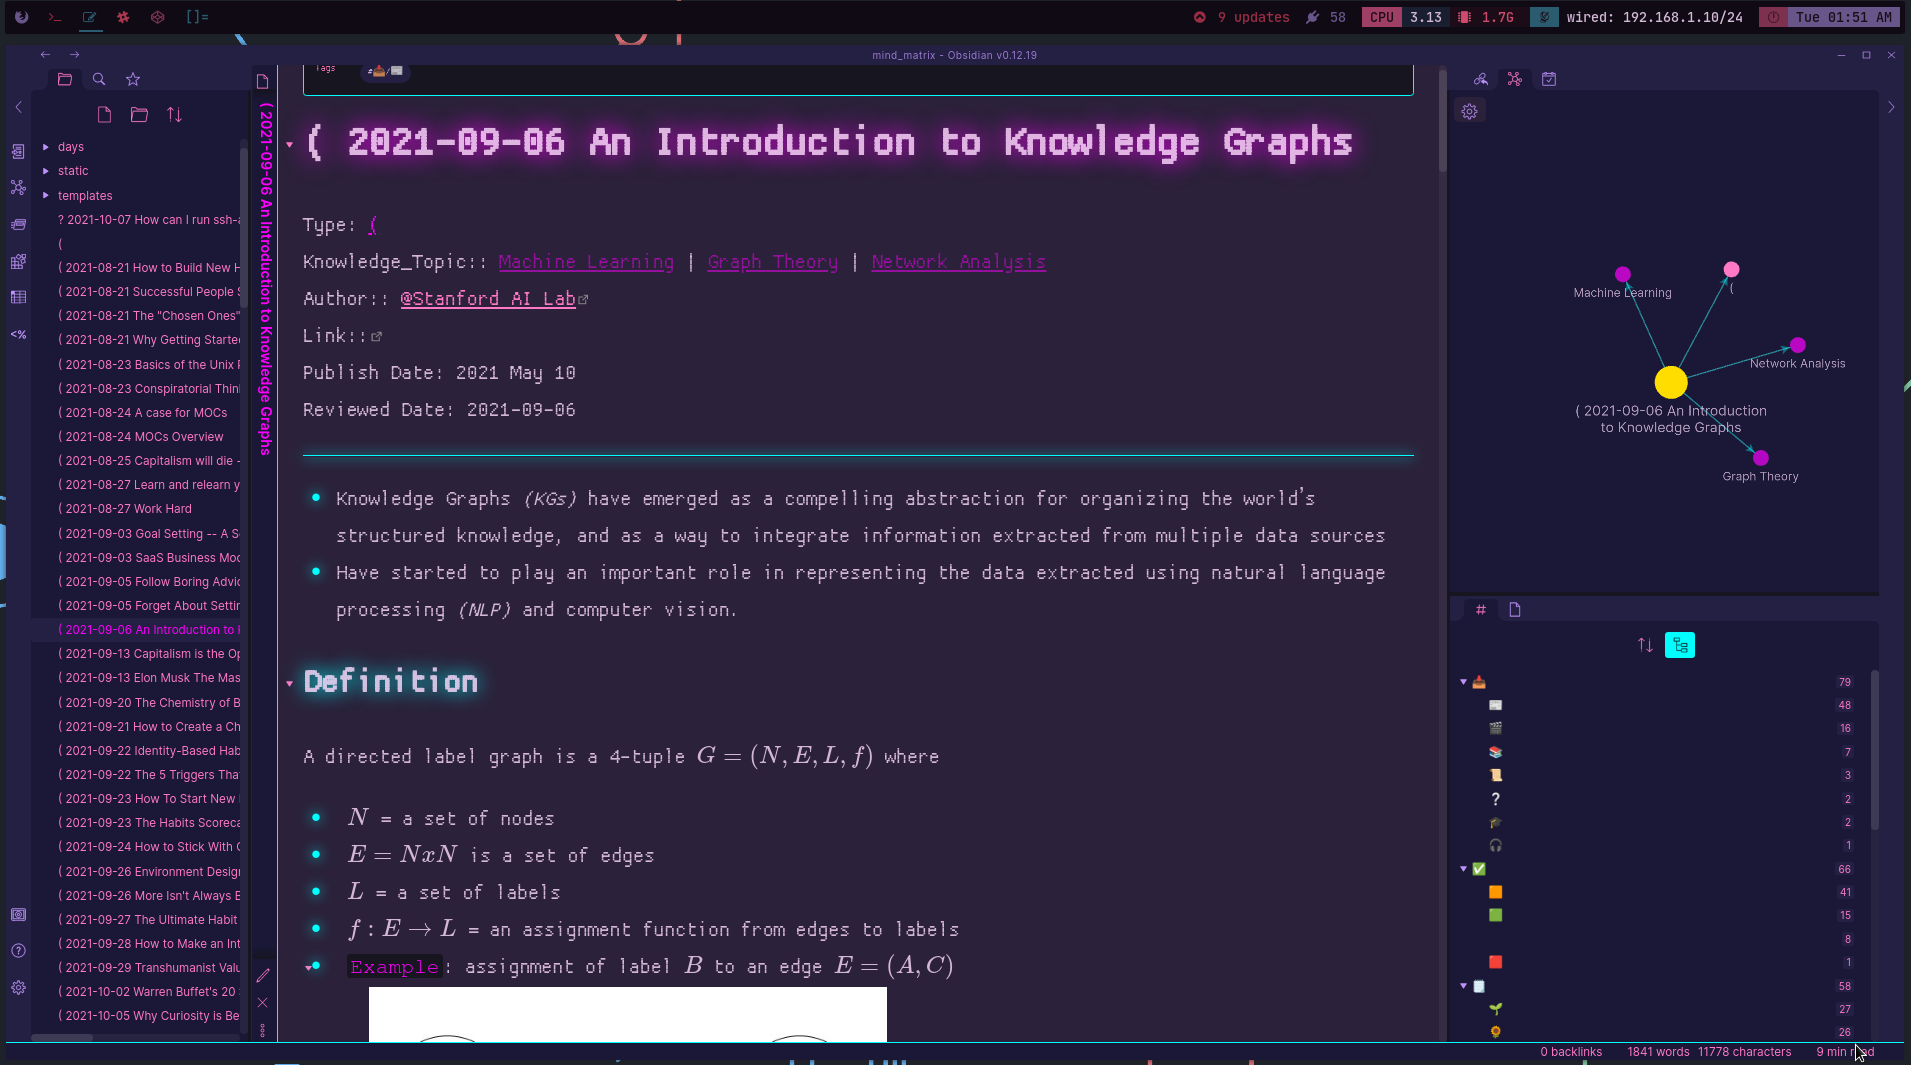 9 updates 58 CPU 3.13 1.7G wired: 192.168.1.10/24 Tue 01:51 AM
[]=
mind_matrix - Obsidian v0.12.19
days
static
templates
? 2021-10-07 How can I run ssh-a
(
( 2021-08-21 How to Build New H
( 2021-08-21 Successful People S
( 2021-08-21 The "Chosen Ones"
( 2021-08-21 Why Getting Starte
( 2021-08-23 Basics of the Unix P
( 2021-08-23 Conspiratorial Thin
( 2021-08-24 A case for MOCs
( 2021-08-24 MOCs Overview
( 2021-08-25 Capitalism will die -
( 2021-08-27 Learn and relearn y
( 2021-08-27 Work Hard
( 2021-09-03 Goal Setting -- A S
( 2021-09-03 SaaS Business Mod
( 2021-09-05 Follow Boring Advic
( 2021-09-05 Forget About Settin
( 2021-09-06 An Introduction to K
( 2021-09-13 Capitalism is the Op
( 2021-09-13 Elon Musk The Mas
( 2021-09-20 The Chemistry of B
( 2021-09-21 How to Create a Ch
( 2021-09-22 Identity-Based Hab
( 2021-09-22 The 5 Triggers Tha
( 2021-09-23 How To Start New
( 2021-09-23 The Habits Scoreca
( 2021-09-24 How to Stick With G
( 2021-09-26 Environment Design
( 2021-09-26 More Isn't Always B
( 2021-09-27 The Ultimate Habit
( 2021-09-28 How to Make an Int
( 2021-09-29 Transhumanist Valu
( 2021-10-02 Warren Buffet's 20
( 2021-10-05 Why Curiosity is Be
<%
( 2021-09-06 An Introduction to Knowledge Graphs
Tags #📥/📰
( 2021-09-06 An Introduction to Knowledge Graphs
Type: (
Knowledge_Topic:: Machine Learning | Graph Theory | Network Analysis
Author:: @Stanford AI Lab
Link::
Publish Date: 2021 May 10
Reviewed Date: 2021-09-06
Knowledge Graphs (KGs) have emerged as a compelling abstraction for organizing the world's
structured knowledge, and as a way to integrate information extracted from multiple data sources
Have started to play an important role in representing the data extracted using natural language
processing (NLP) and computer vision.
Definition
A directed label graph is a 4-tuple G = (N, E, L, f) where
N = a set of nodes
E = NxN is a set of edges
L = a set of labels
f : E → L = an assignment function from edges to labels
Example: assignment of label B to an edge E = (A, C)
Machine Learning
(
Network Analysis
( 2021-09-06 An Introduction
to Knowledge Graphs
Graph Theory
#
79
48
16
7
3
? 2
2
1
66
41
15
8
1
58
27
26
0 backlinks 1841 words 11778 characters 9 min read